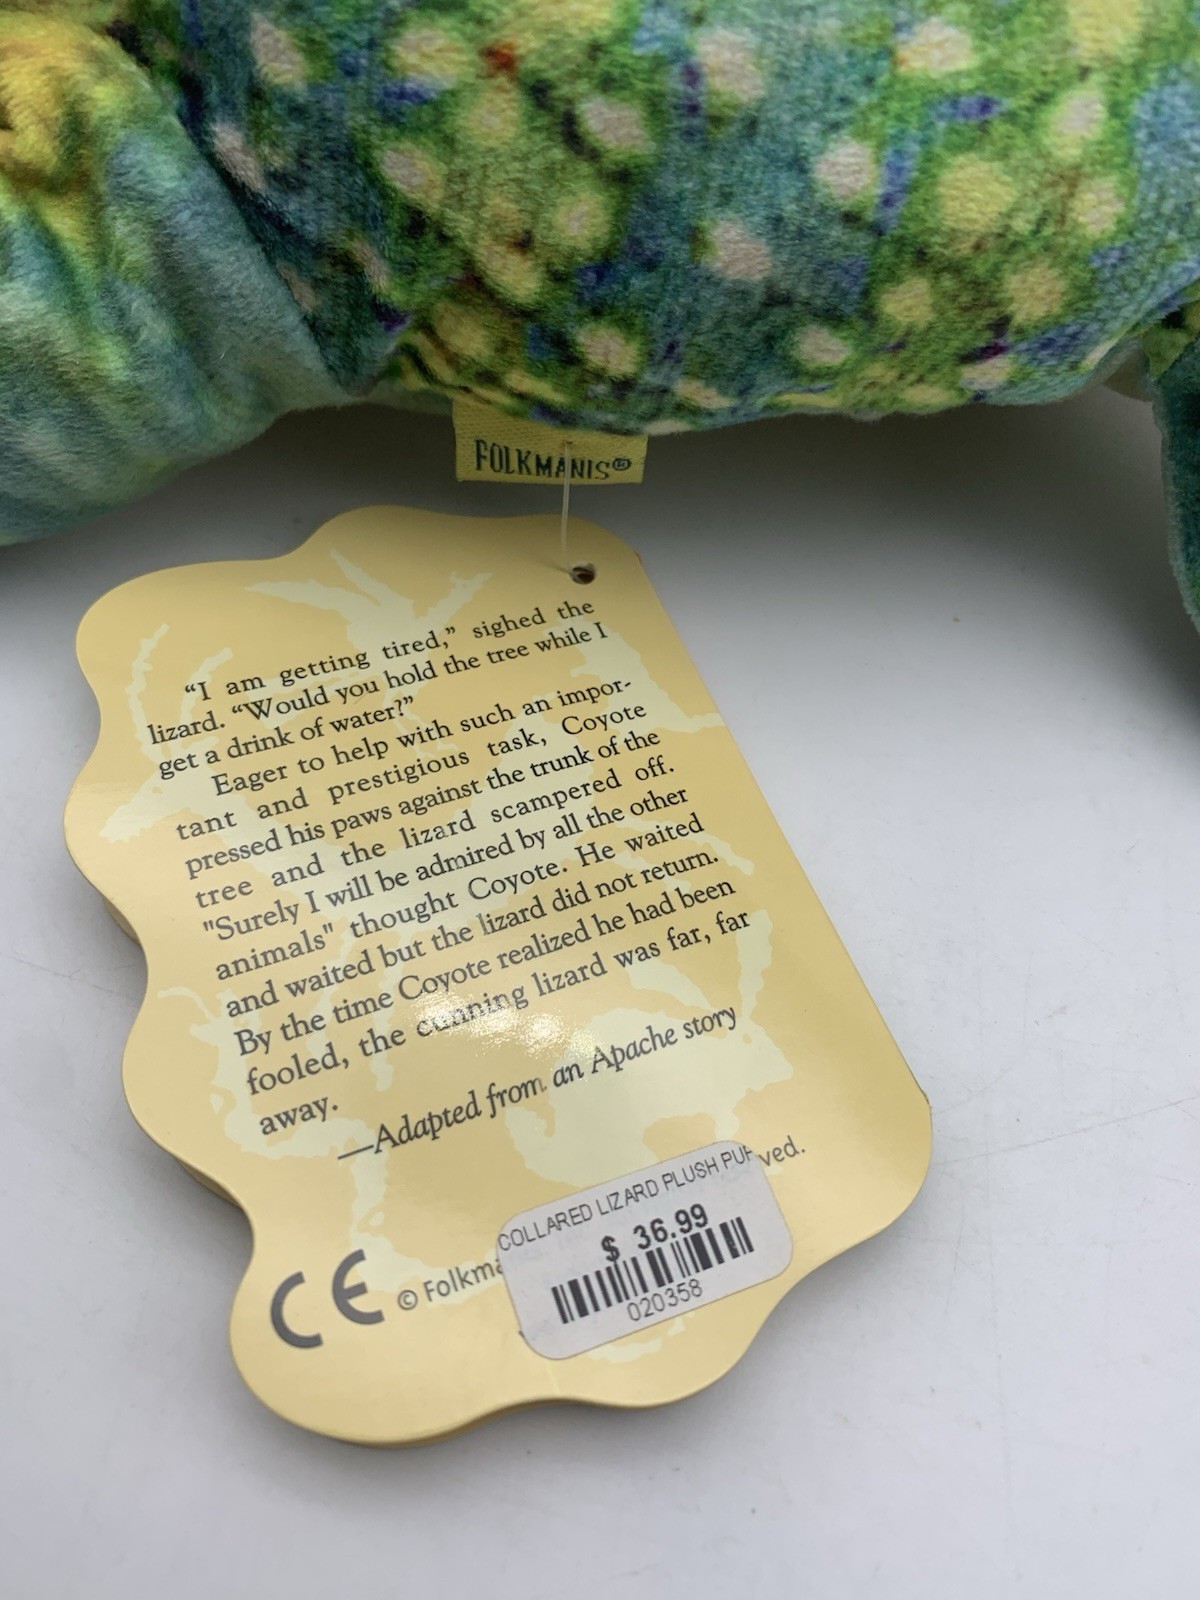 FOLKMANIS®
“I am getting tired,” sighed the
lizard. “Would you hold the tree while I
get a drink of water?”
Eager to help with such an impor-
tant and prestigious task, Coyote
pressed his paws against the trunk of the
tree and the lizard scampered off.
"Surely I will be admired by all the other
animals" thought Coyote. He waited
and waited but the lizard did not return.
By the time Coyote realized he had been
fooled, the cunning lizard was far, far
away.
—Adapted from an Apache story
COLLARED LIZARD PLUSH PUP
$ 36.99
020358
CE © Folkma
ved.